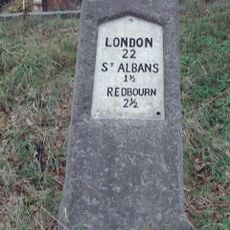 LONDON
22
ST ALBANS
1½
REDBOURN
2½